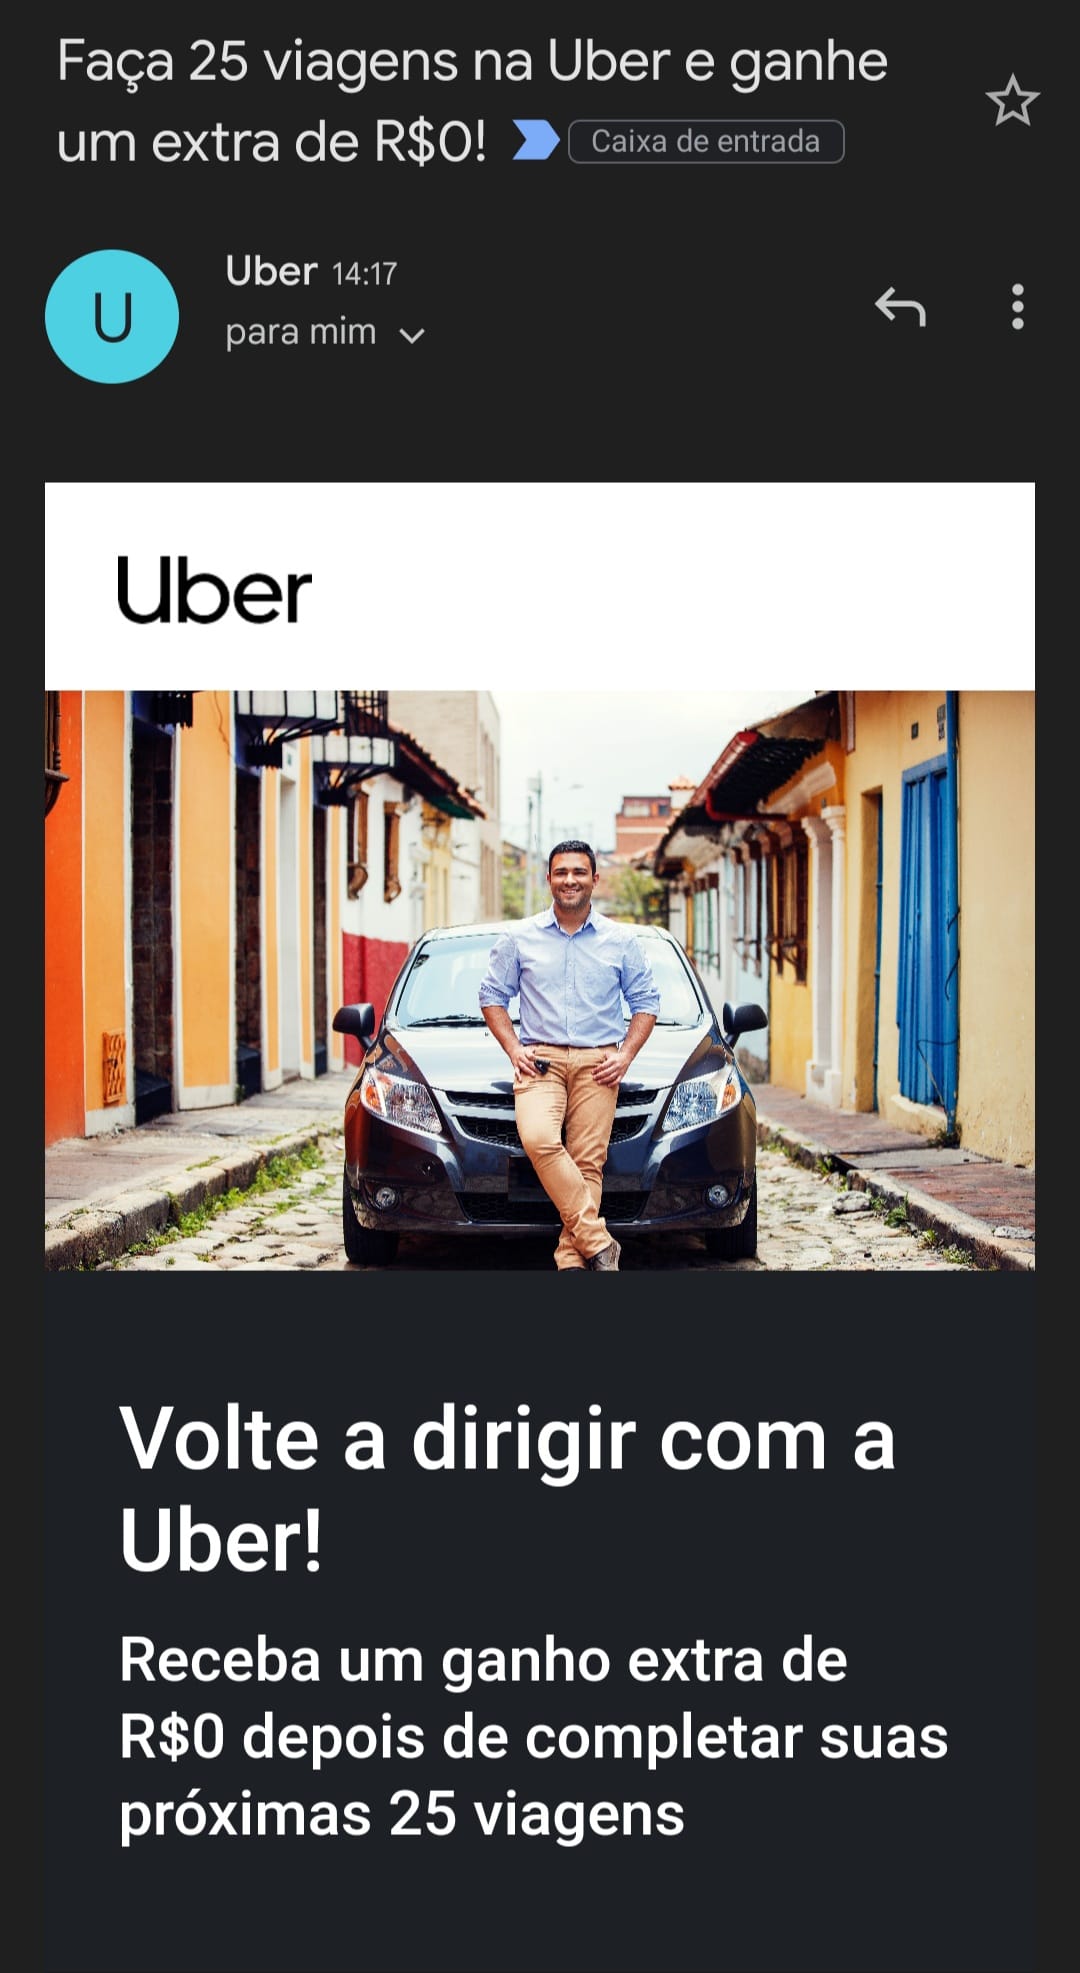 Faça 25 viagens na Uber e ganhe
um extra de R$0! Caixa de entrada
U
Uber 14:17
para mim
Uber
Volte a dirigir com a
Uber!
Receba um ganho extra de
R$0 depois de completar suas
próximas 25 viagens